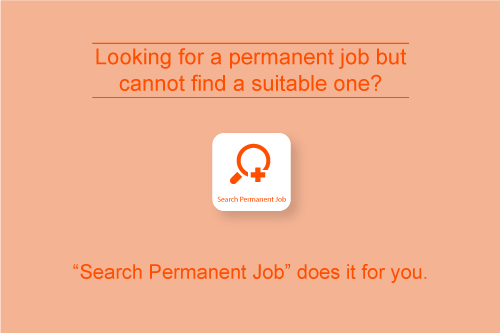 Looking for a permanent job but
cannot find a suitable one?
Search Permanent Job
“Search Permanent Job” does it for you.